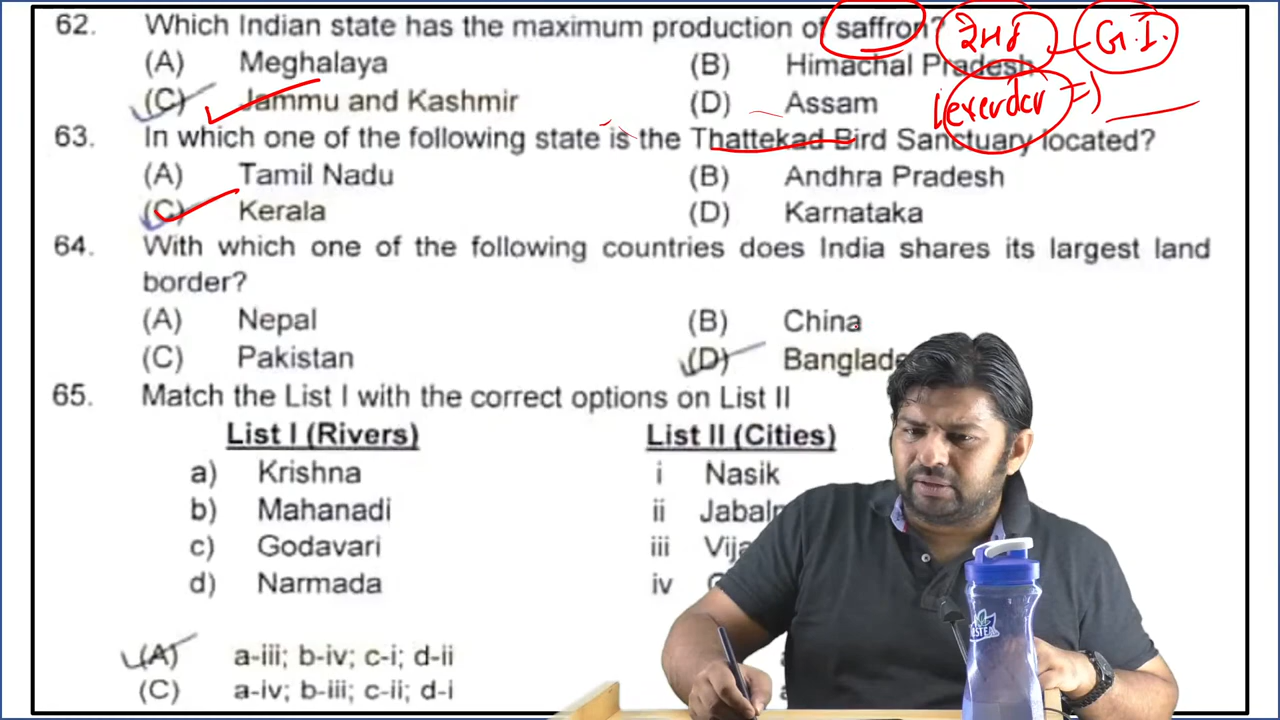 62. Which Indian state has the maximum production of saffron? G.I.
(A) Meghalaya (B) Himachal Pradesh
(C) Jammu and Kashmir (D) Assam
63. In which one of the following state is the Thattekad Bird Sanctuary located?
(A) Tamil Nadu (B) Andhra Pradesh
(C) Kerala (D) Karnataka
64. With which one of the following countries does India shares its largest land
border?
(A) Nepal (B) China
(C) Pakistan (D) Banglade
65. Match the List I with the correct options on List II
List I (Rivers) List II (Cities)
a) Krishna i Nasik
b) Mahanadi ii Jabalp
c) Godavari iii Vija
d) Narmada iv C
(A) a-iii; b-iv; c-i; d-ii
(C) a-iv; b-iii; c-ii; d-i